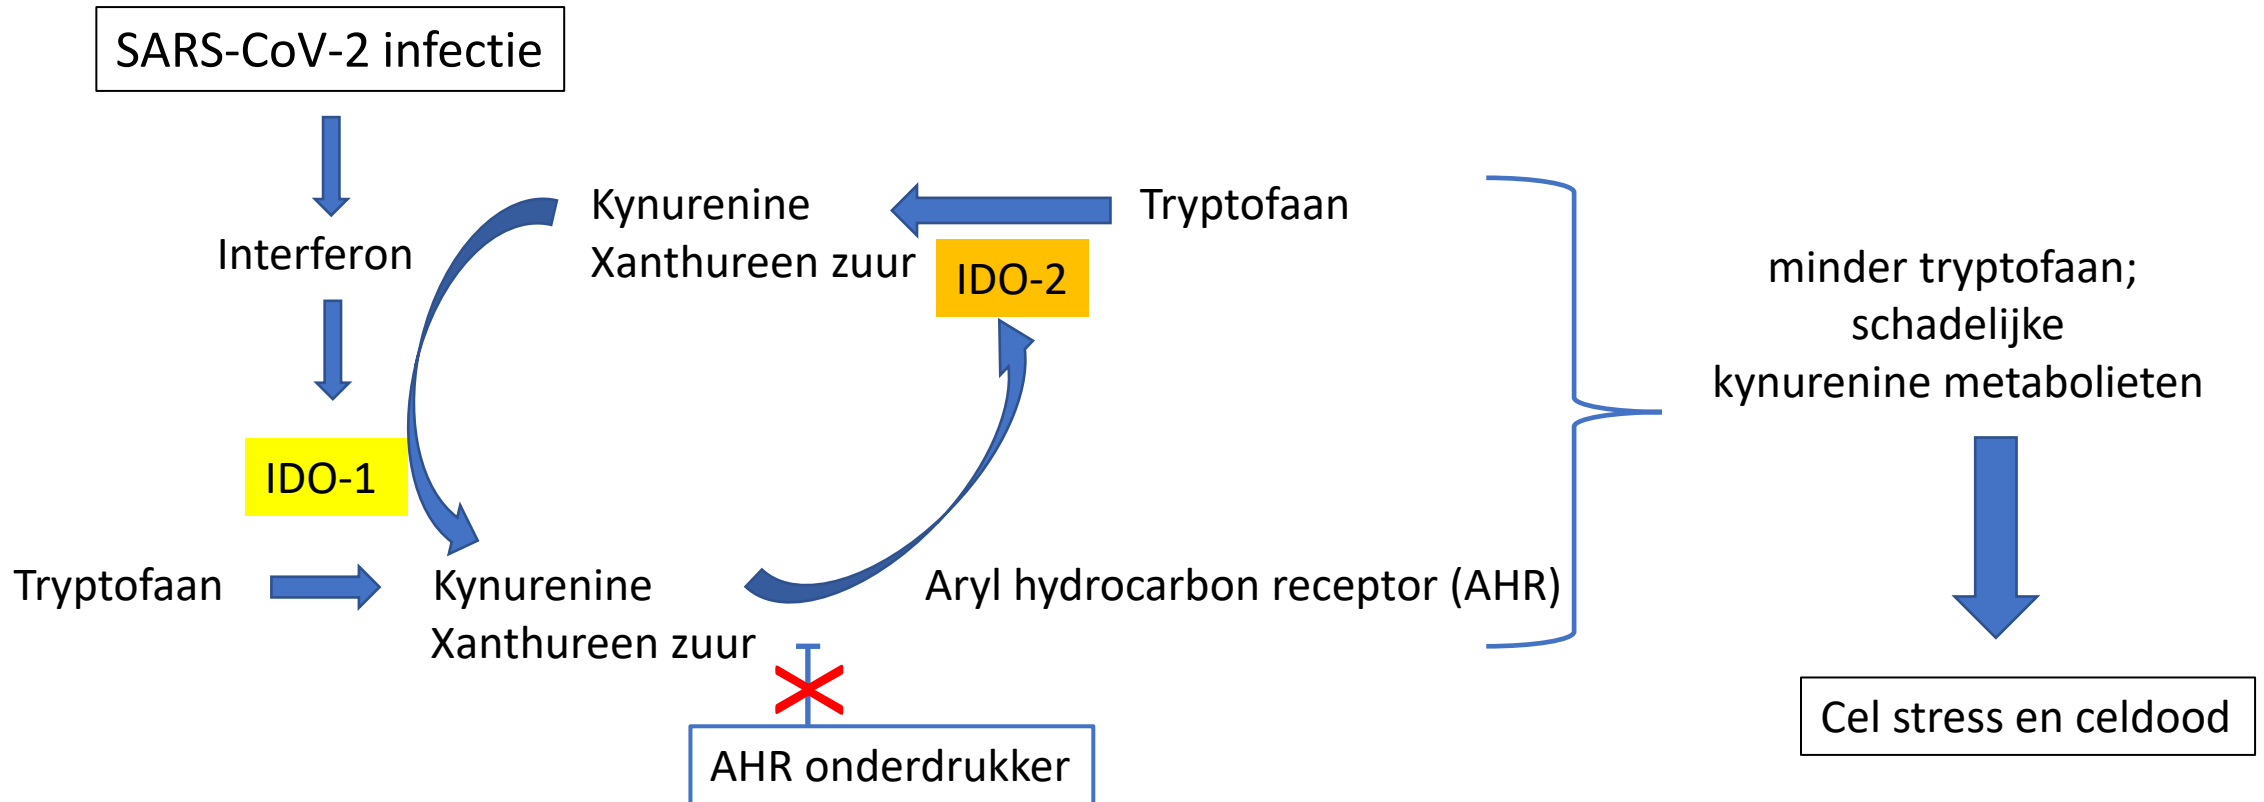 SARS-CoV-2 infectie
Interferon
IDO-1
Tryptofaan
Kynurenine
Xanthureen zuur
Kynurenine
Xanthureen zuur
Tryptofaan
IDO-2
Aryl hydrocarbon receptor (AHR)
AHR onderdrukker
minder tryptofaan;
schadelijke
kynurenine metabolieten
Cel stress en celdood